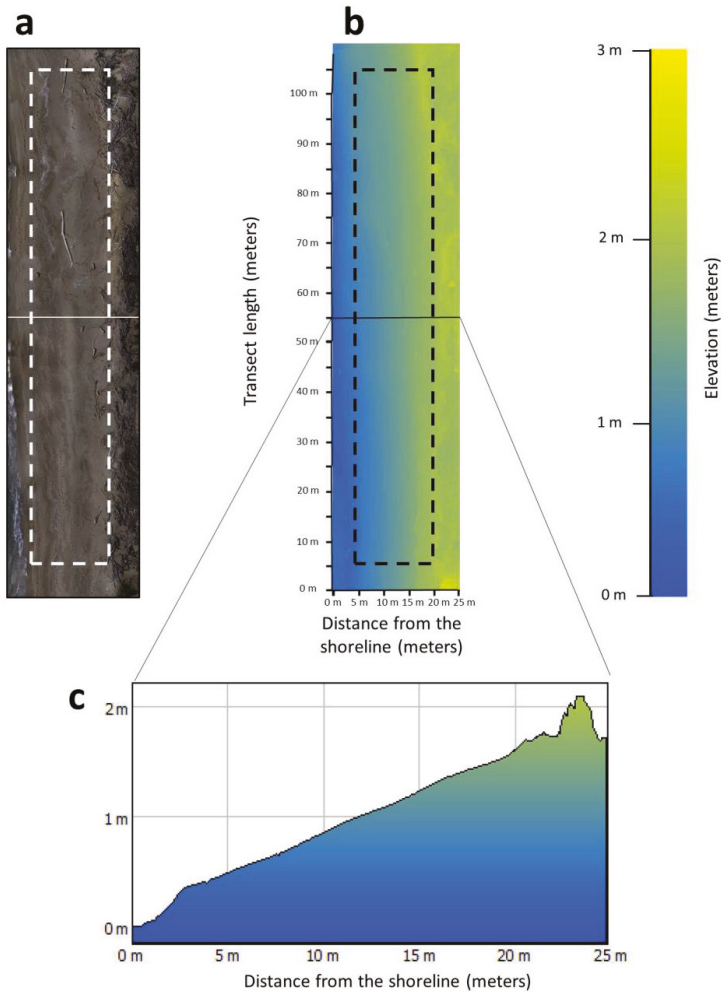 a
b
100 m
90 m
80 m
70 m
60 m
50 m
40 m
30 m
20 m
10 m
0 m
Transect length (meters)
0 m 5 m 10 m 15 m 20 m 25 m
Distance from the
shoreline (meters)
3 m
2 m
1 m
0 m
Elevation (meters)
c
2 m
1 m
0 m
0 m 5 m 10 m 15 m 20 m 25 m
Distance from the shoreline (meters)